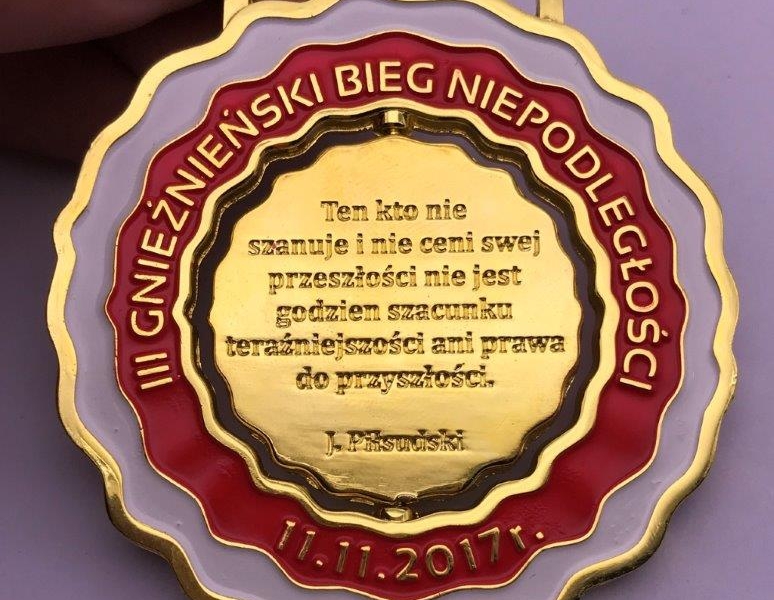 III GNIEŹNIEŃSKI BIEG NIEPODLEGŁOŚCI
Ten kto nie
szanuje i nie ceni swej
przeszłości nie jest
godzien szacunku
teraźniejszości ani prawa
do przyszłości.
J. Piłsudski
11.11.2017r.